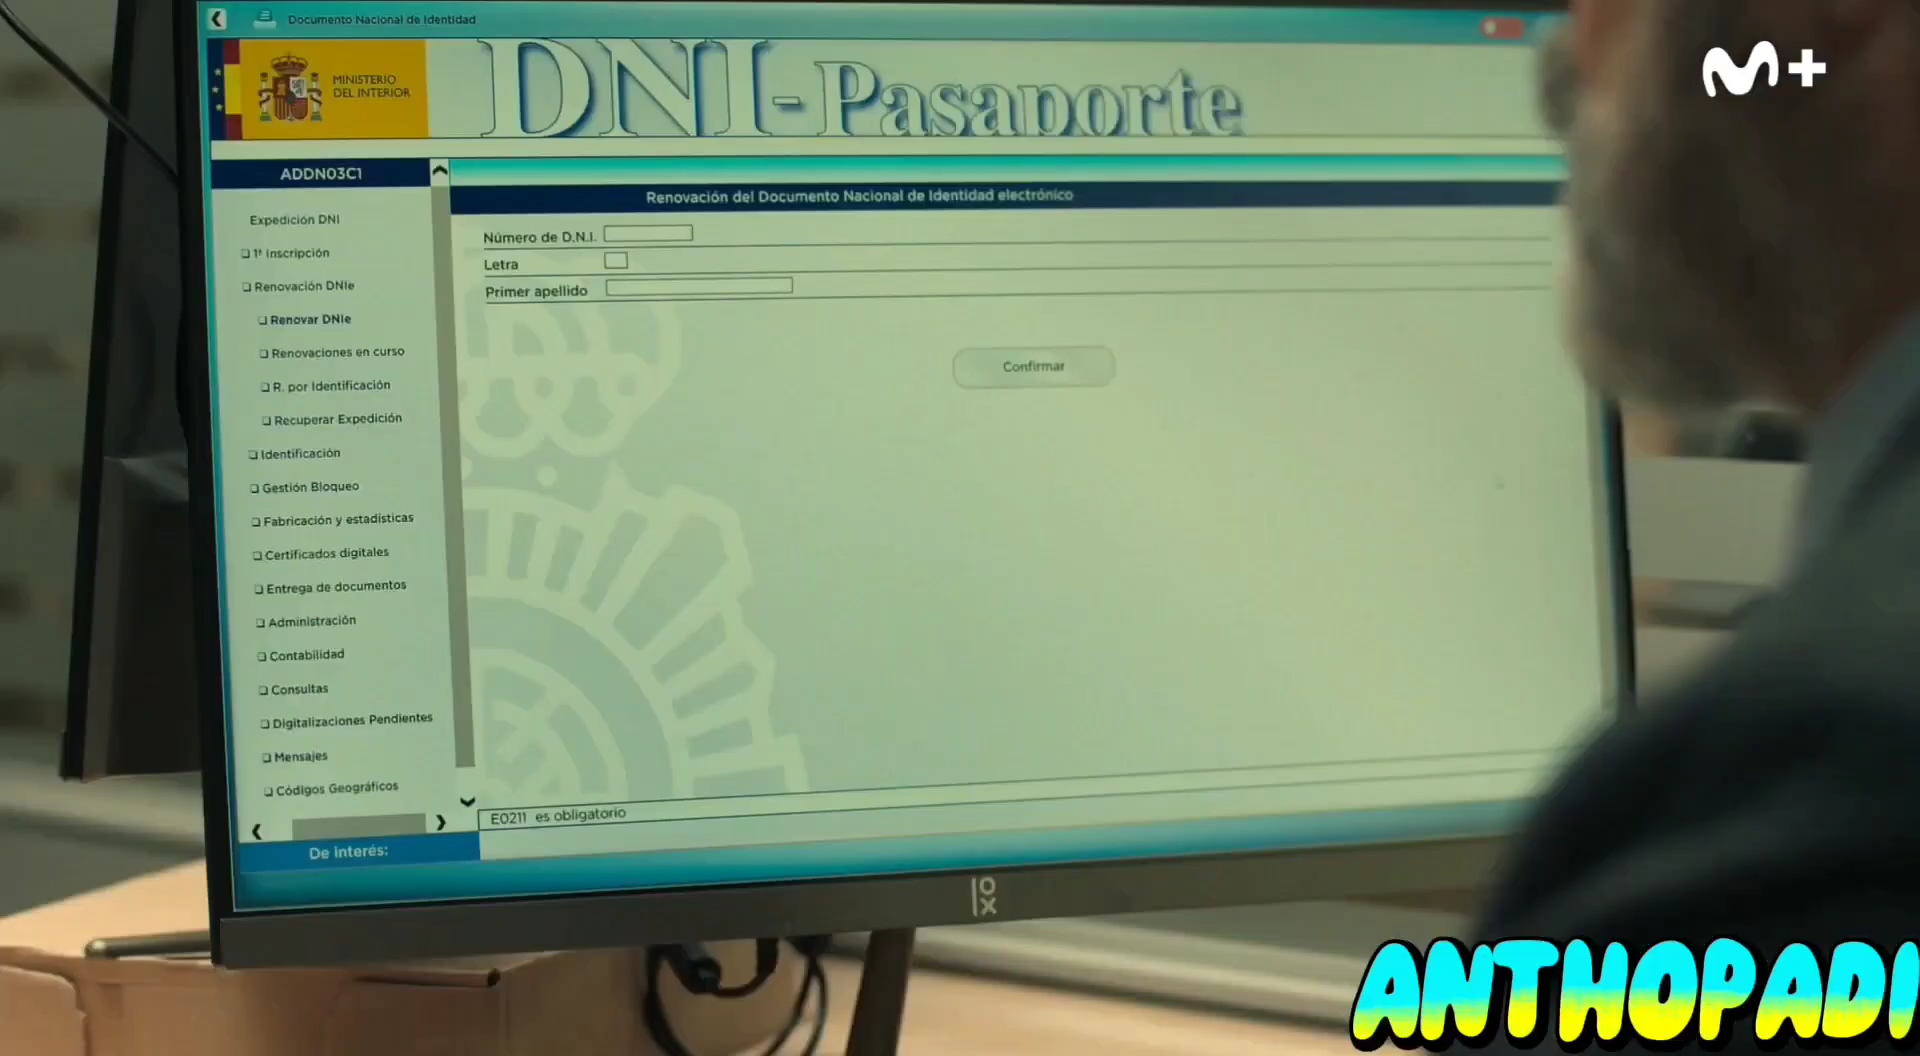 Documento Nacional de Identidad
MINISTERIO
DEL INTERIOR
DNI-Pasaporte
M+
ADDN03C1
Expedición DNI
1ª Inscripción
Renovación DNIe
Renovar DNIe
Renovaciones en curso
R. por Identificación
Recuperar Expedición
Identificación
Gestión Bloqueo
Fabricación y estadísticas
Certificados digitales
Entrega de documentos
Administración
Contabilidad
Consultas
Digitalizaciones Pendientes
Mensajes
Códigos Geográficos
De interés:
Renovación del Documento Nacional de Identidad electrónico
Número de D.N.I.
Letra
Primer apellido
Confirmar
E0211 es obligatorio
IOX
ANTHOPADI